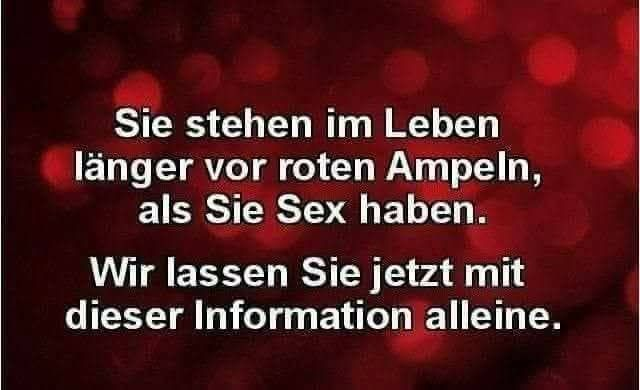 Sie stehen im Leben
länger vor roten Ampeln,
als Sie Sex haben.
Wir lassen Sie jetzt mit
dieser Information alleine.